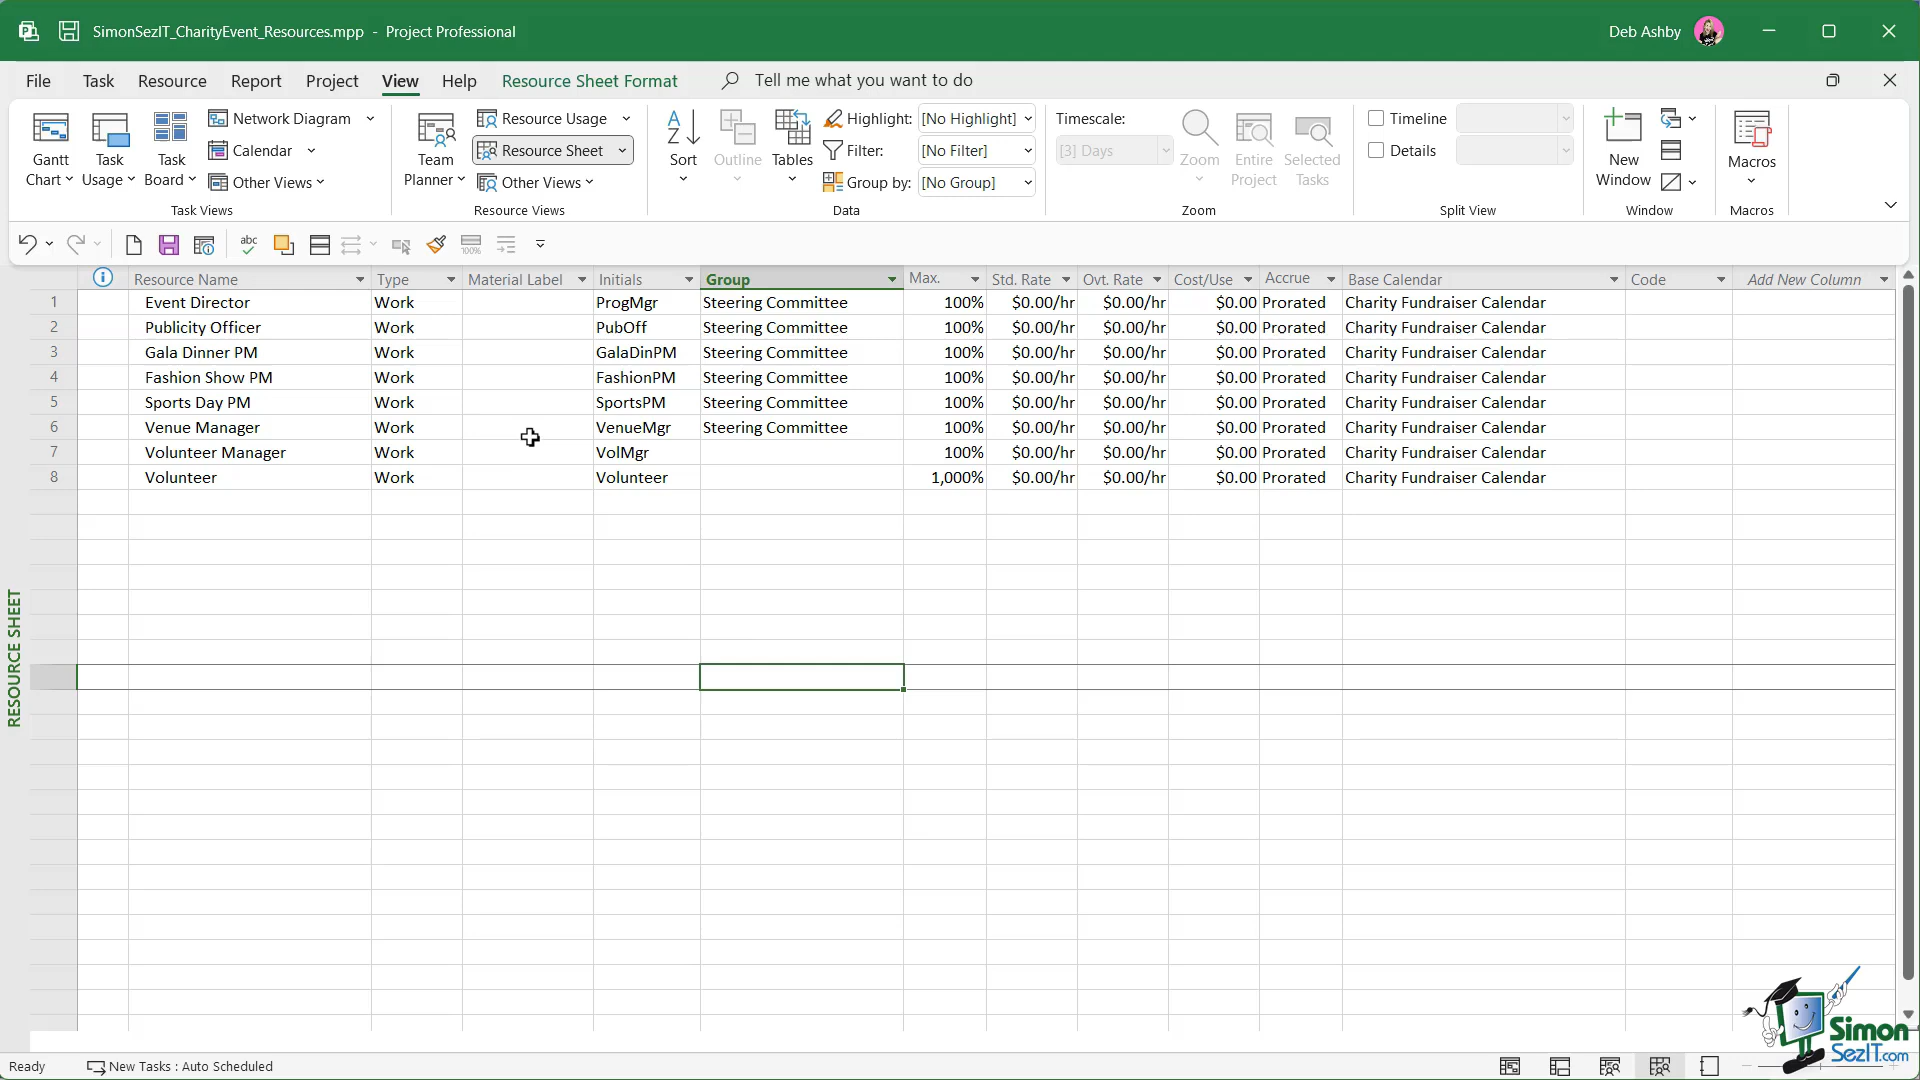 SimonSezIT_CharityEvent_Resources.mpp - Project Professional
Deb Ashby
File Task Resource Report Project View Help Resource Sheet Format Tell me what you want to do
Gantt Chart
Task Usage
Task Board
Network Diagram
Calendar
Other Views
Task Views
Team Planner
Resource Usage
Resource Sheet
Other Views
Resource Views
Sort
Outline
Tables
Highlight: [No Highlight]
Filter: [No Filter]
Group by: [No Group]
Data
Timescale:
[3] Days
Zoom
Entire Project
Selected Tasks
Zoom
Timeline
Details
Split View
New Window
Window
Macros
Macros
abc
100%
Resource Name Type Material Label Initials Group Max. Std. Rate Ovt. Rate Cost/Use Accrue Base Calendar Code Add New Column
1 Event Director Work ProgMgr Steering Committee 100% $0.00/hr $0.00/hr $0.00 Prorated Charity Fundraiser Calendar
2 Publicity Officer Work PubOff Steering Committee 100% $0.00/hr $0.00/hr $0.00 Prorated Charity Fundraiser Calendar
3 Gala Dinner PM Work GalaDinPM Steering Committee 100% $0.00/hr $0.00/hr $0.00 Prorated Charity Fundraiser Calendar
4 Fashion Show PM Work FashionPM Steering Committee 100% $0.00/hr $0.00/hr $0.00 Prorated Charity Fundraiser Calendar
5 Sports Day PM Work SportsPM Steering Committee 100% $0.00/hr $0.00/hr $0.00 Prorated Charity Fundraiser Calendar
6 Venue Manager Work VenueMgr Steering Committee 100% $0.00/hr $0.00/hr $0.00 Prorated Charity Fundraiser Calendar
7 Volunteer Manager Work VolMgr 100% $0.00/hr $0.00/hr $0.00 Prorated Charity Fundraiser Calendar
8 Volunteer Work Volunteer 1,000% $0.00/hr $0.00/hr $0.00 Prorated Charity Fundraiser Calendar
RESOURCE SHEET
Simon
SezIT.com
Ready New Tasks : Auto Scheduled